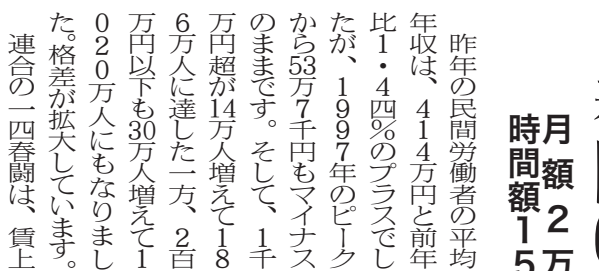 月額２万
時間額１５
昨年の民間労働者の平均
年収は、４１４万円と前年
比１・４四％のプラスでし
たが、１９９７年のピーク
から53万７千円もマイナス
のままです。そして、１千
万円超が14万人増えて１８
６万人に達した一方、２百
万円以下も30万人増えて１
０２０万人にもなりまし
た。格差が拡大しています。
連合の一四春闘は、賃上